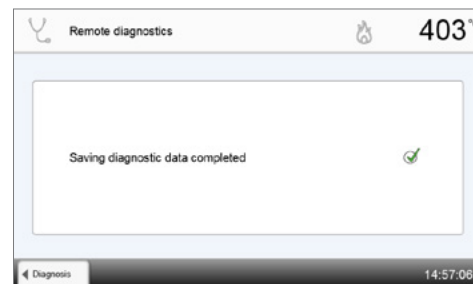 Remote diagnostics
403°
Saving diagnostic data completed
Diagnosis
14:57:06